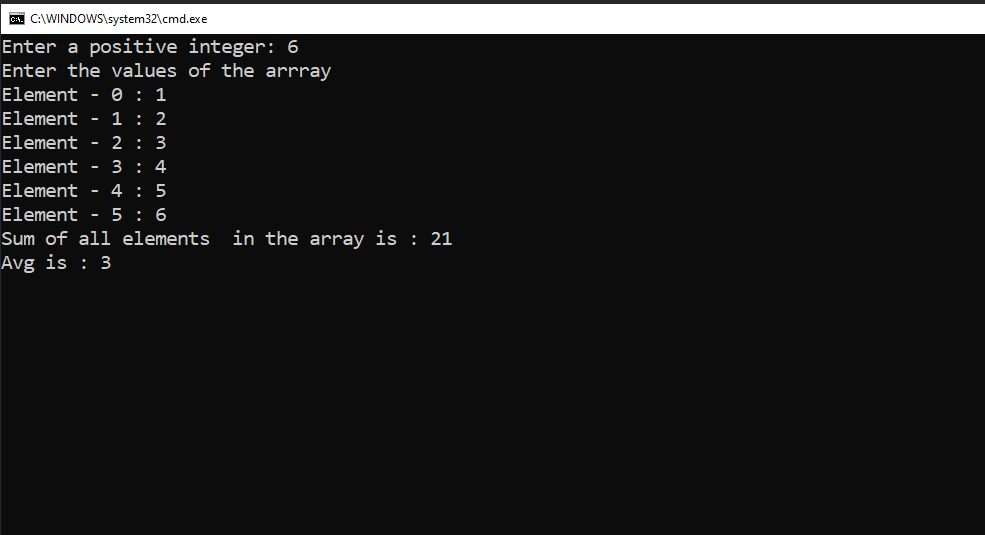 C:\WINDOWS\system32\cmd.exe
Enter a positive integer: 6
Enter the values of the arrray
Element - 0 : 1
Element - 1 : 2
Element - 2 : 3
Element - 3 : 4
Element - 4 : 5
Element - 5 : 6
Sum of all elements  in the array is : 21
Avg is : 3